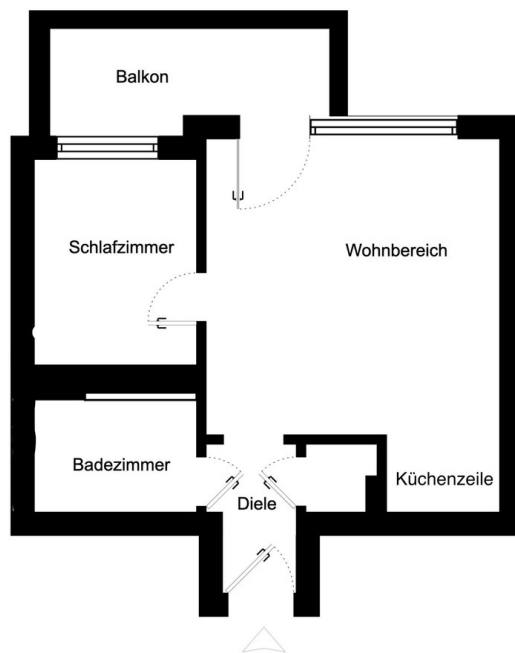 Balkon
Schlafzimmer
Wohnbereich
Badezimmer
Küchenzeile
Diele